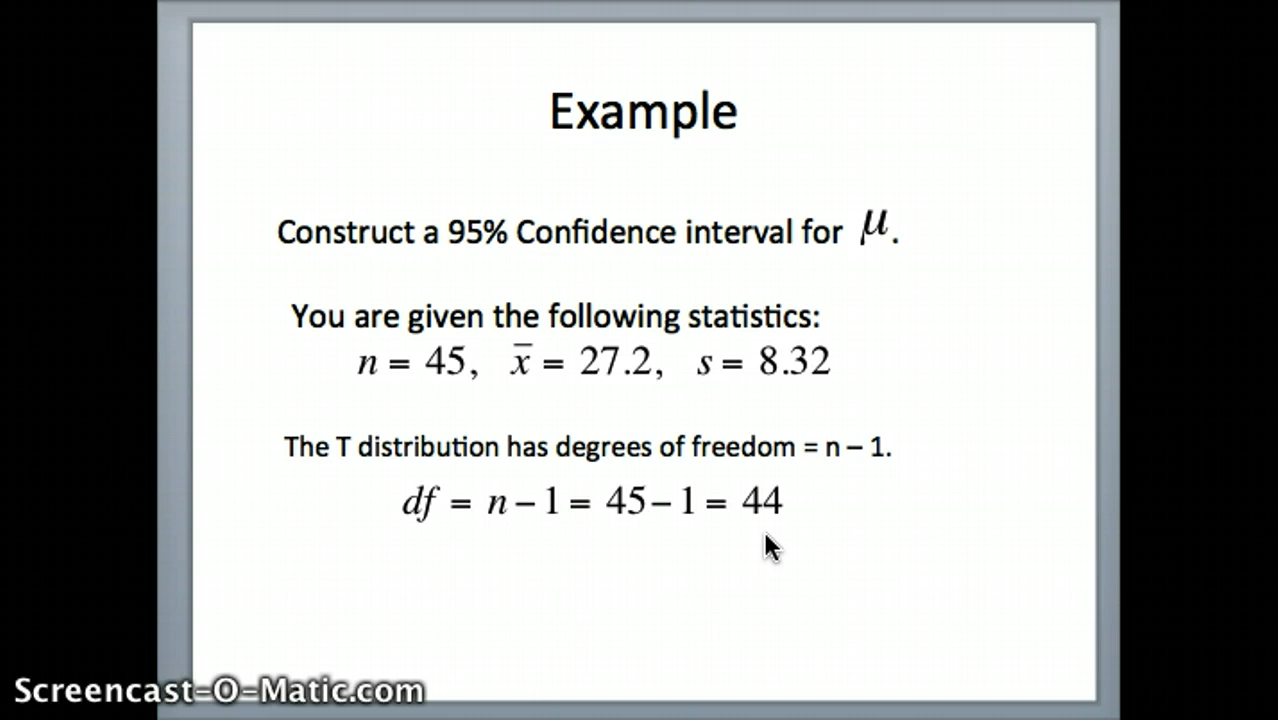 Example
Construct a 95% Confidence interval for μ.
You are given the following statistics:
n = 45, x̄ = 27.2, s = 8.32
The T distribution has degrees of freedom = n – 1.
df = n − 1 = 45 − 1 = 44
Screencast-O-Matic.com